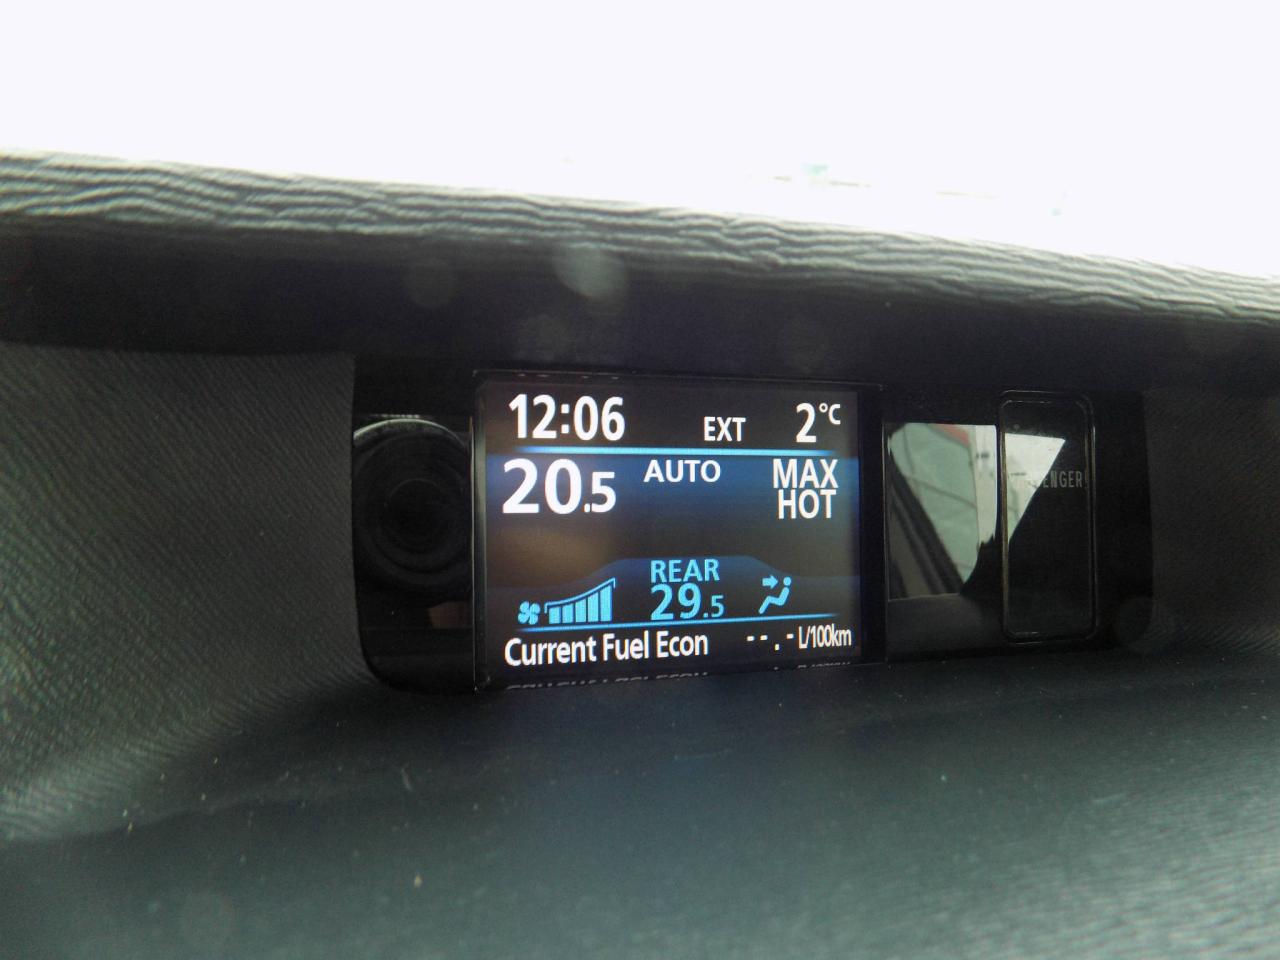 12:06 EXT 2°C
20.5 AUTO MAX HOT
REAR
29.5
Current Fuel Econ --.- L/100km